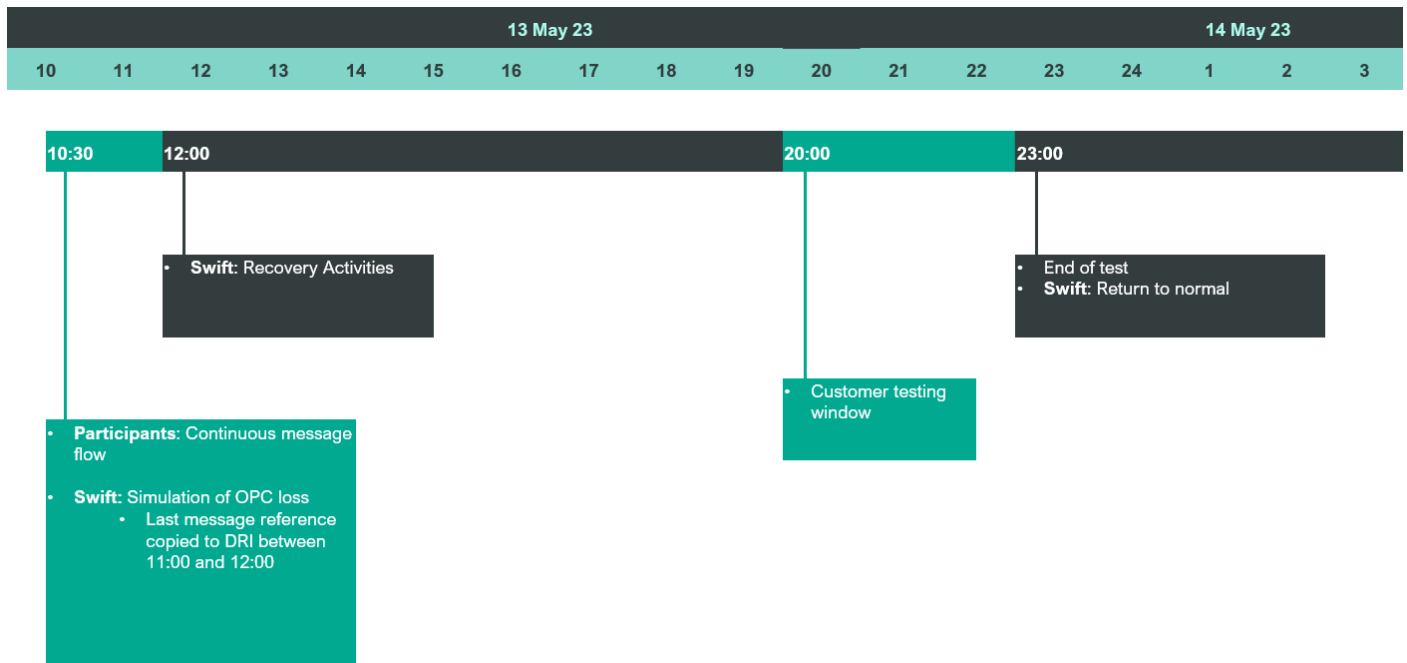 13 May 23 14 May 23
10 11 12 13 14 15 16 17 18 19 20 21 22 23 24 1 2 3
10:30 12:00 20:00 23:00
• Swift: Recovery Activities
• End of test
• Swift: Return to normal
• Customer testing
window
• Participants: Continuous message
flow
• Swift: Simulation of OPC loss
• Last message reference
copied to DRI between
11:00 and 12:00